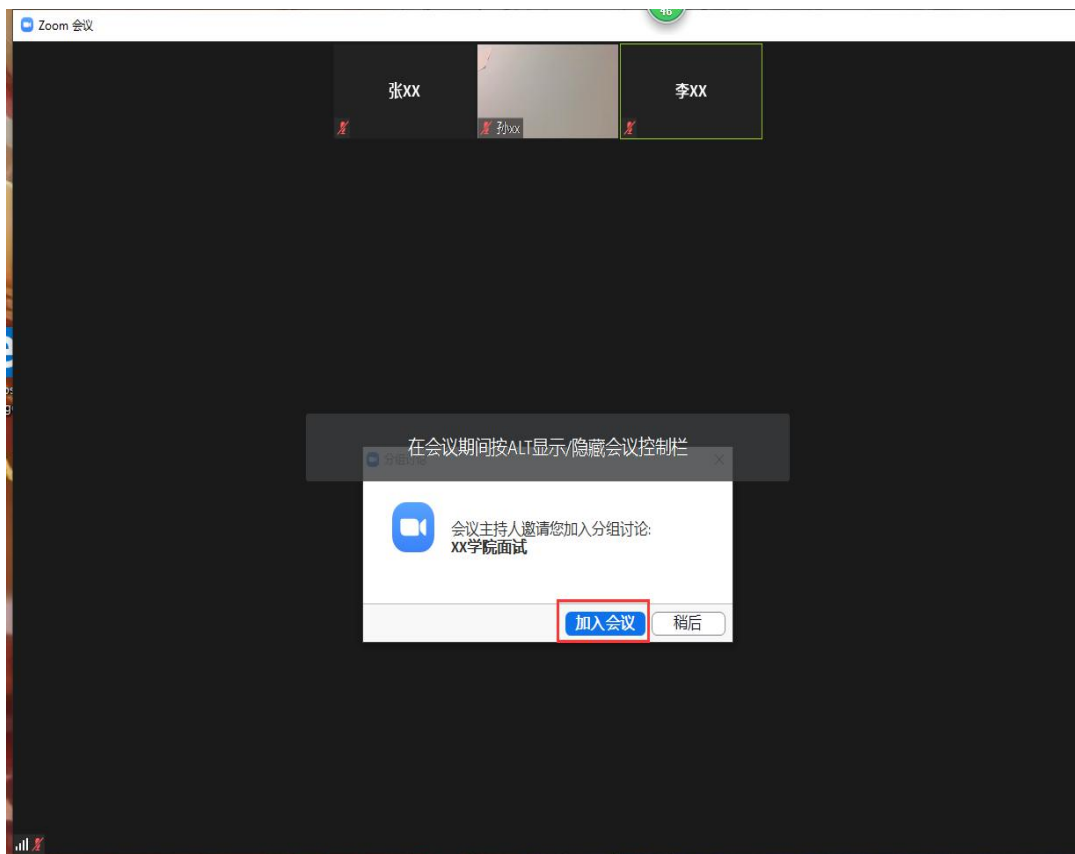 46
Zoom 会议
张XX
孙xx
李XX
在会议期间按ALT显示/隐藏会议控制栏
会议主持人邀请您加入分组讨论:
XX学院面试
加入会议
稍后